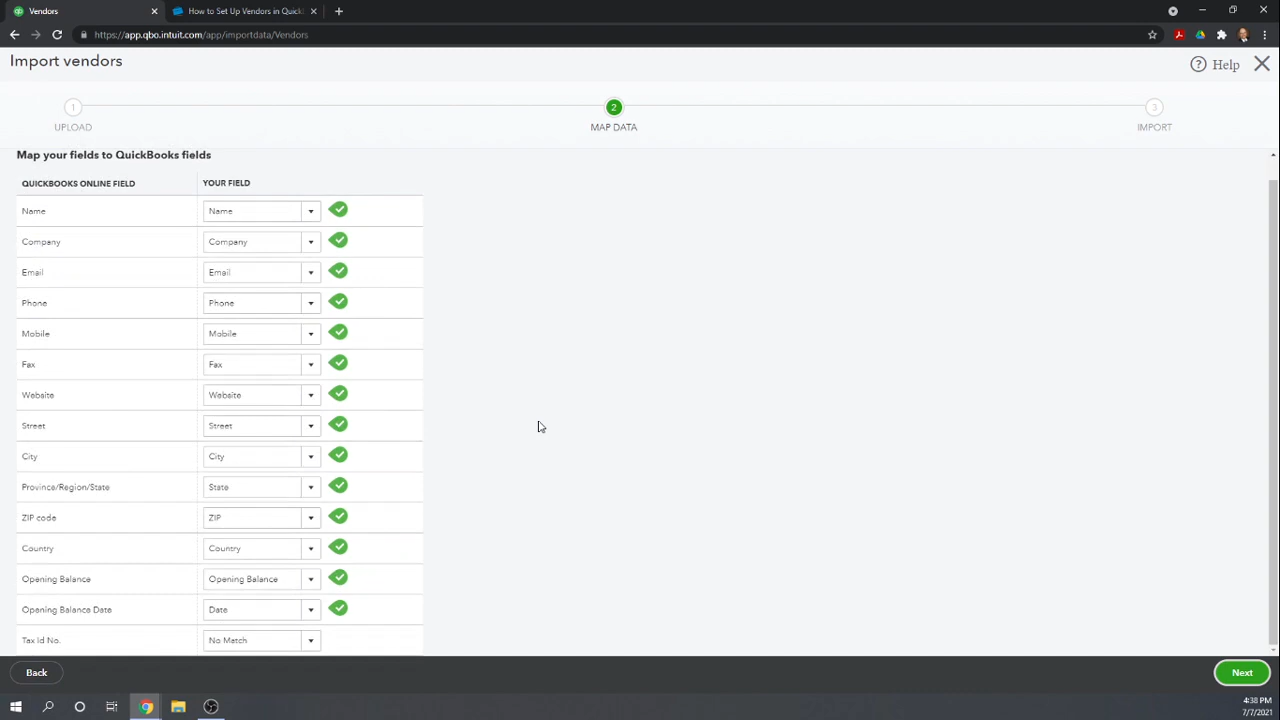 Vendors
How to Set Up Vendors in Quick
https://app.qbo.intuit.com/app/importdata/Vendors
Import vendors
Help
1
2
3
UPLOAD
MAP DATA
IMPORT
Map your fields to QuickBooks fields
QUICKBOOKS ONLINE FIELD YOUR FIELD
Name Name
Company Company
Email Email
Phone Phone
Mobile Mobile
Fax Fax
Website Website
Street Street
City City
Province/Region/State State
ZIP code ZIP
Country Country
Opening Balance Opening Balance
Opening Balance Date Date
Tax Id No. No Match
Back
Next
4:38 PM
7/7/2021